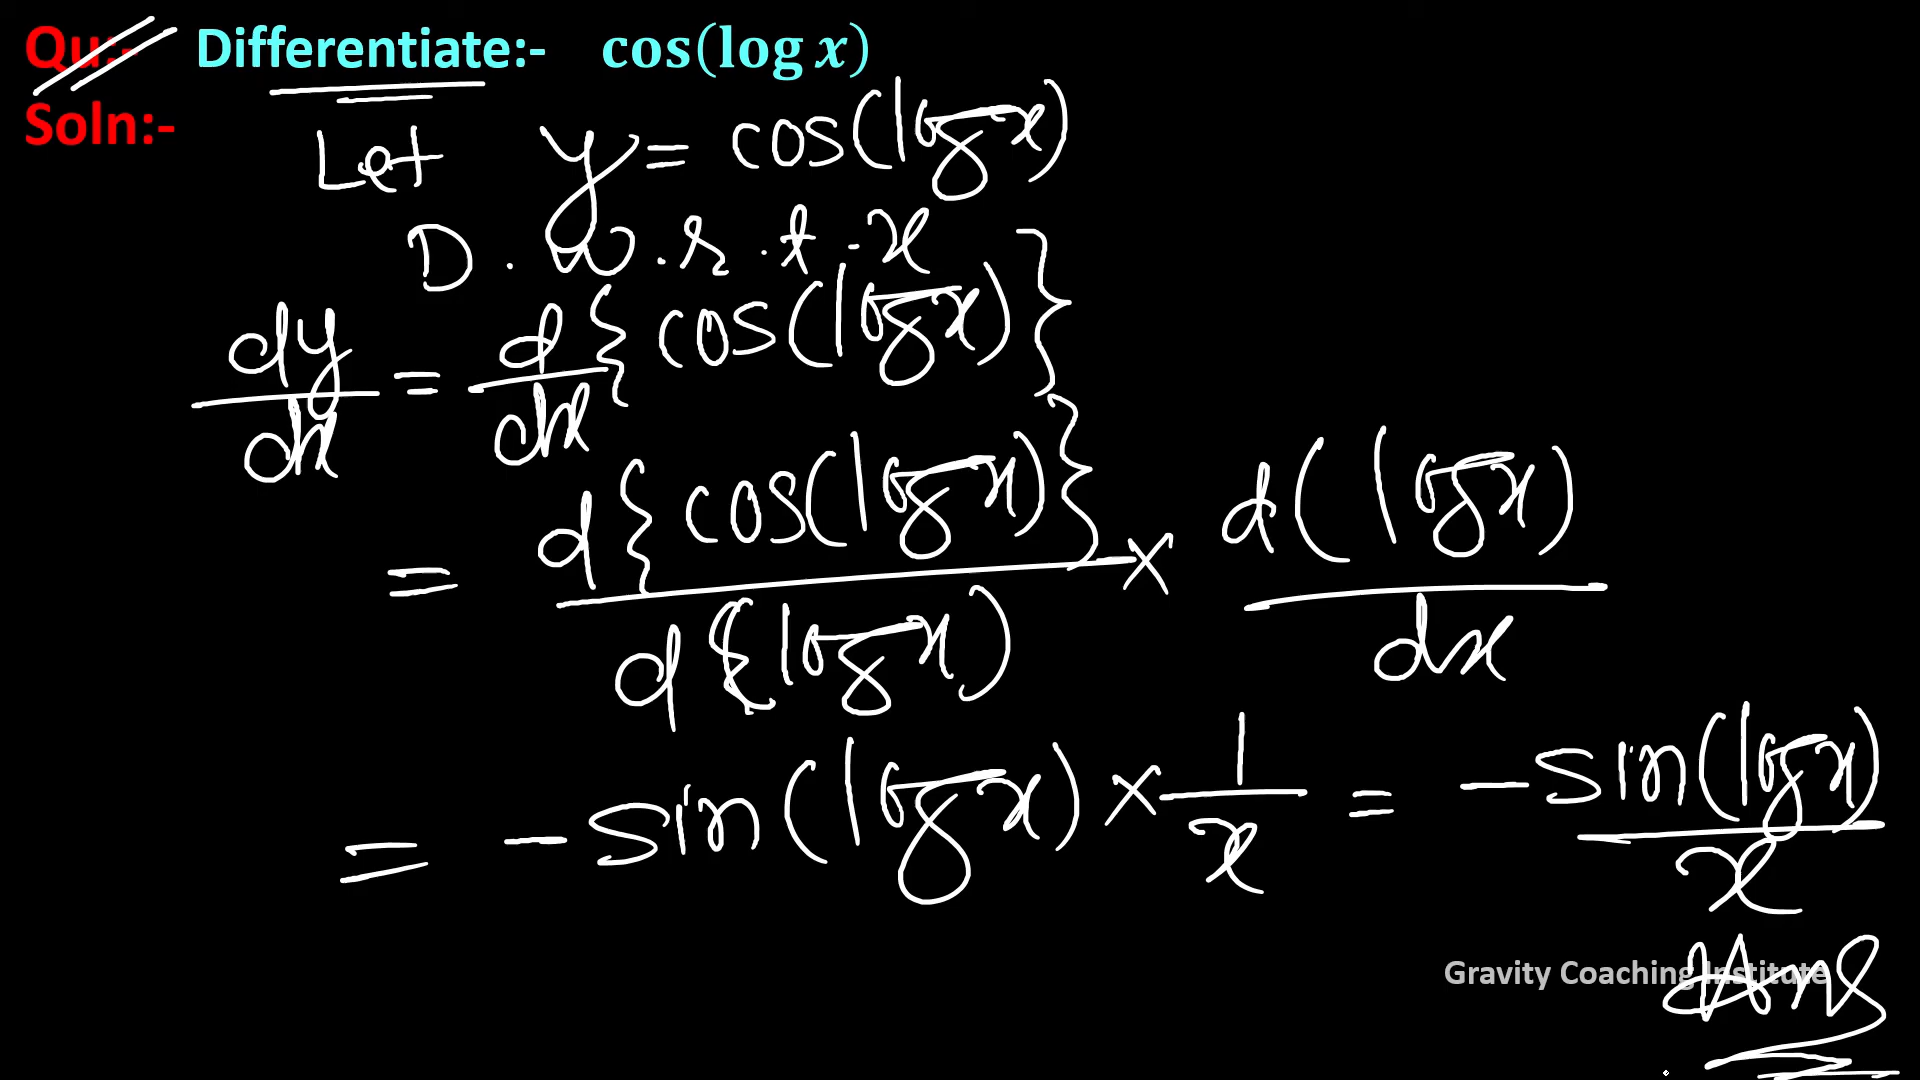 Qu:- Differentiate:- cos(log x)
Soln:-
Let y = cos(log x)
D.w.r.t.x
dy/dx = d/dx {cos(log x)}
= d{cos(log x)}/d(log x) × d(log x)/dx
= -sin(log x) × 1/x = -sin(log x)/x
Gravity Coaching Institute
Ans